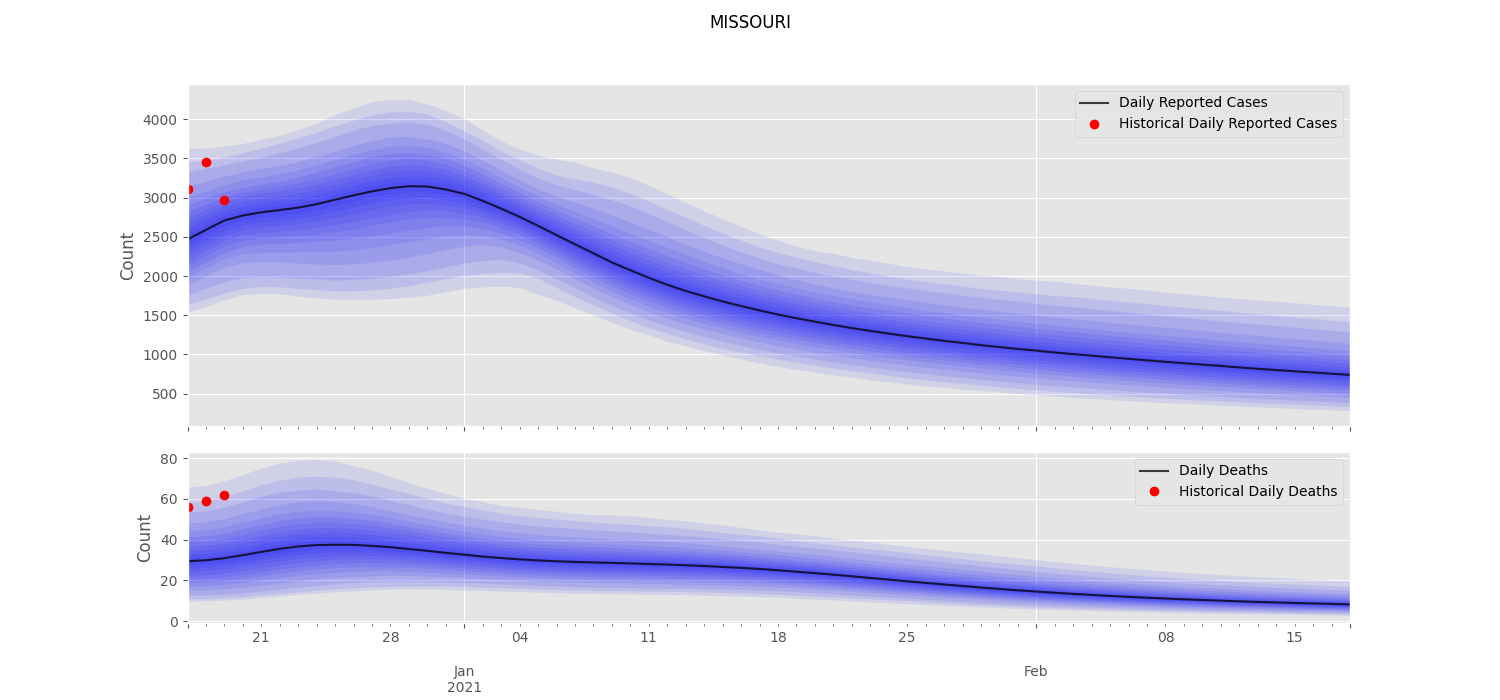 MISSOURI
Daily Reported Cases
Historical Daily Reported Cases
4000
3500
3000
2500
2000
1500
1000
500
Count
Daily Deaths
Historical Daily Deaths
80
60
40
20
0
Count
21 28 04 11 18 25 08 15
Jan Feb
2021